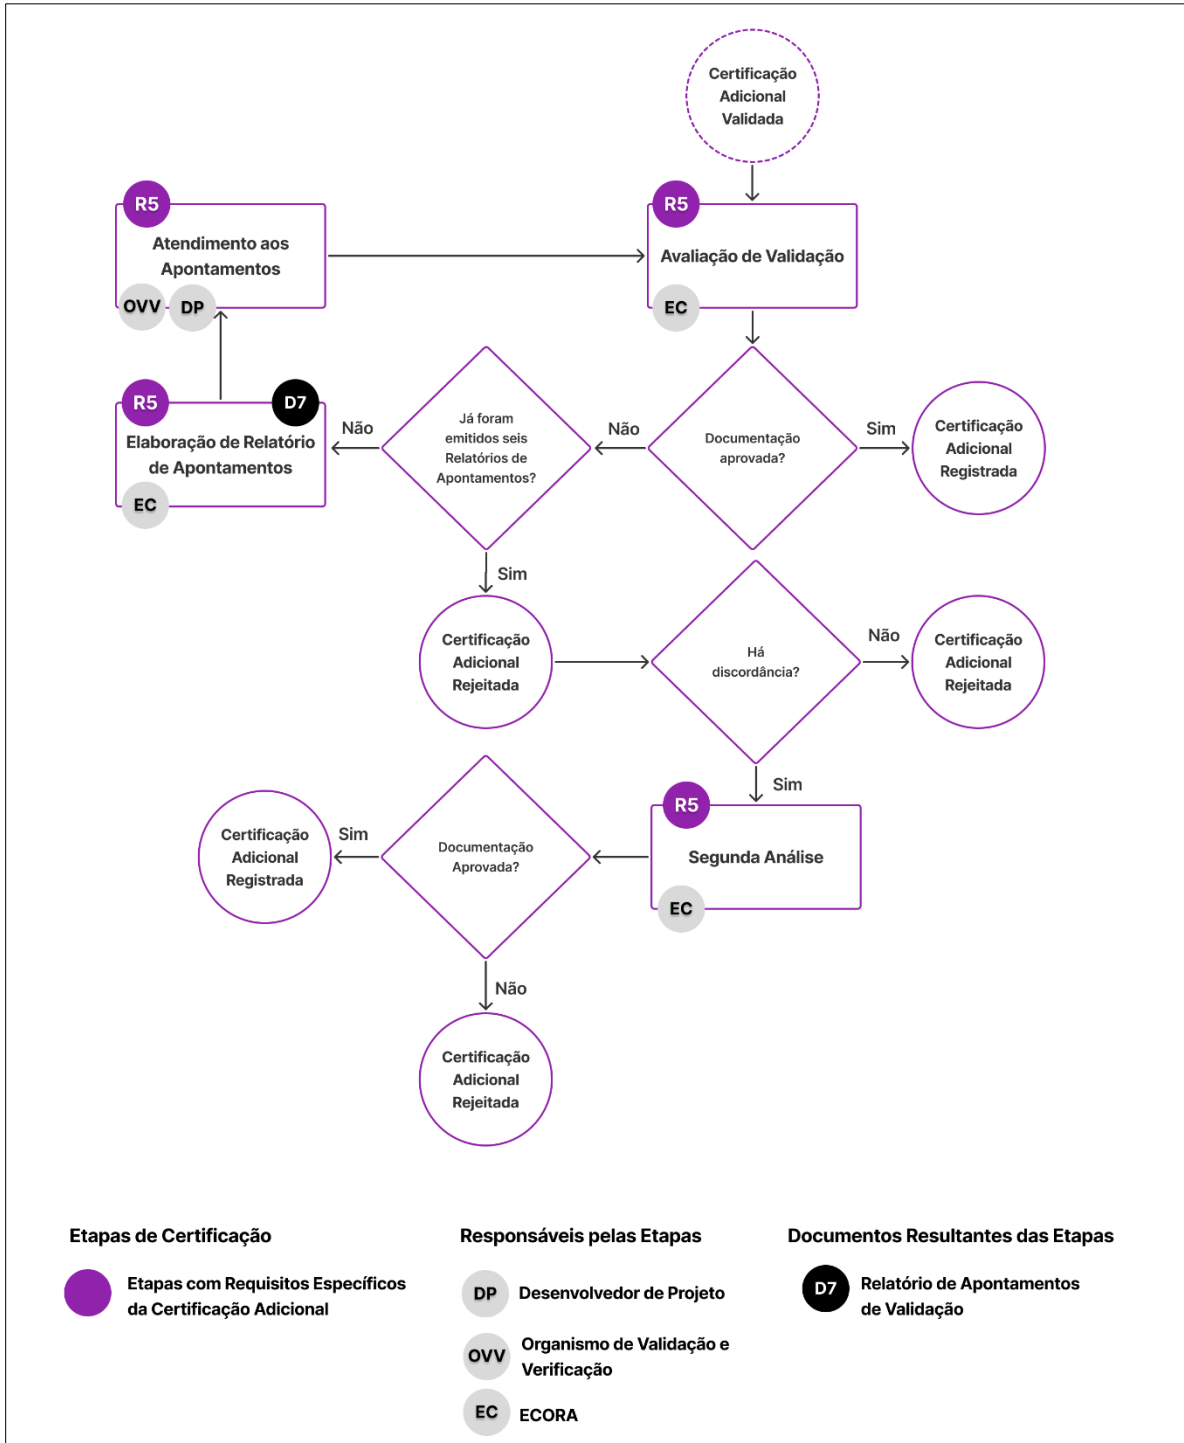 Certificação
Adicional
Validada
R5
Atendimento aos
Apontamentos
OVV
DP
R5
Avaliação de Validação
EC
R5
D7
Elaboração de Relatório
de Apontamentos
EC
Não
Já foram
emitidos seis
Relatórios de
Apontamentos?
Não
Documentação
aprovada?
Sim
Certificação
Adicional
Registrada
Sim
Certificação
Adicional
Rejeitada
Há
discordância?
Não
Certificação
Adicional
Rejeitada
Sim
R5
Segunda Análise
EC
Documentação
Aprovada?
Sim
Certificação
Adicional
Registrada
Não
Certificação
Adicional
Rejeitada
Etapas de Certificação
Etapas com Requisitos Específicos
da Certificação Adicional
Responsáveis pelas Etapas
DP
Desenvolvedor de Projeto
OVV
Organismo de Validação e
Verificação
EC
ECORA
Documentos Resultantes das Etapas
D7
Relatório de Apontamentos
de Validação